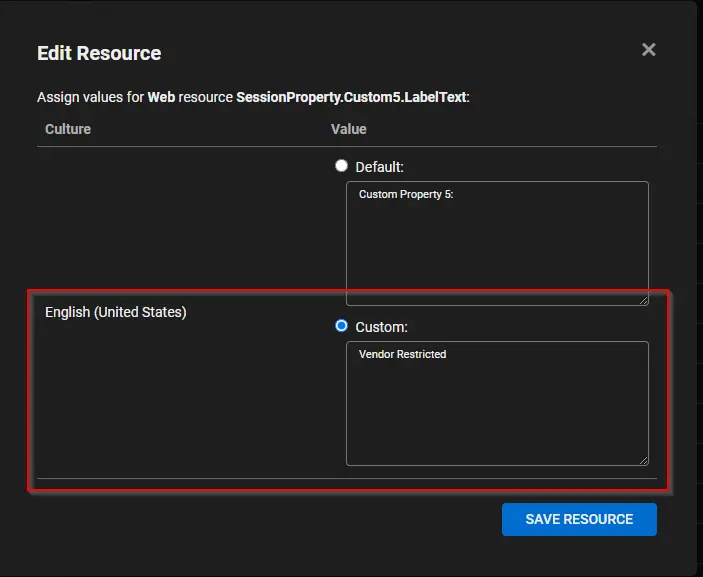 Edit Resource
Assign values for Web resource SessionProperty.Custom5.LabelText:
Culture Value
Default:
Custom Property 5:
English (United States)
Custom:
Vendor Restricted
SAVE RESOURCE